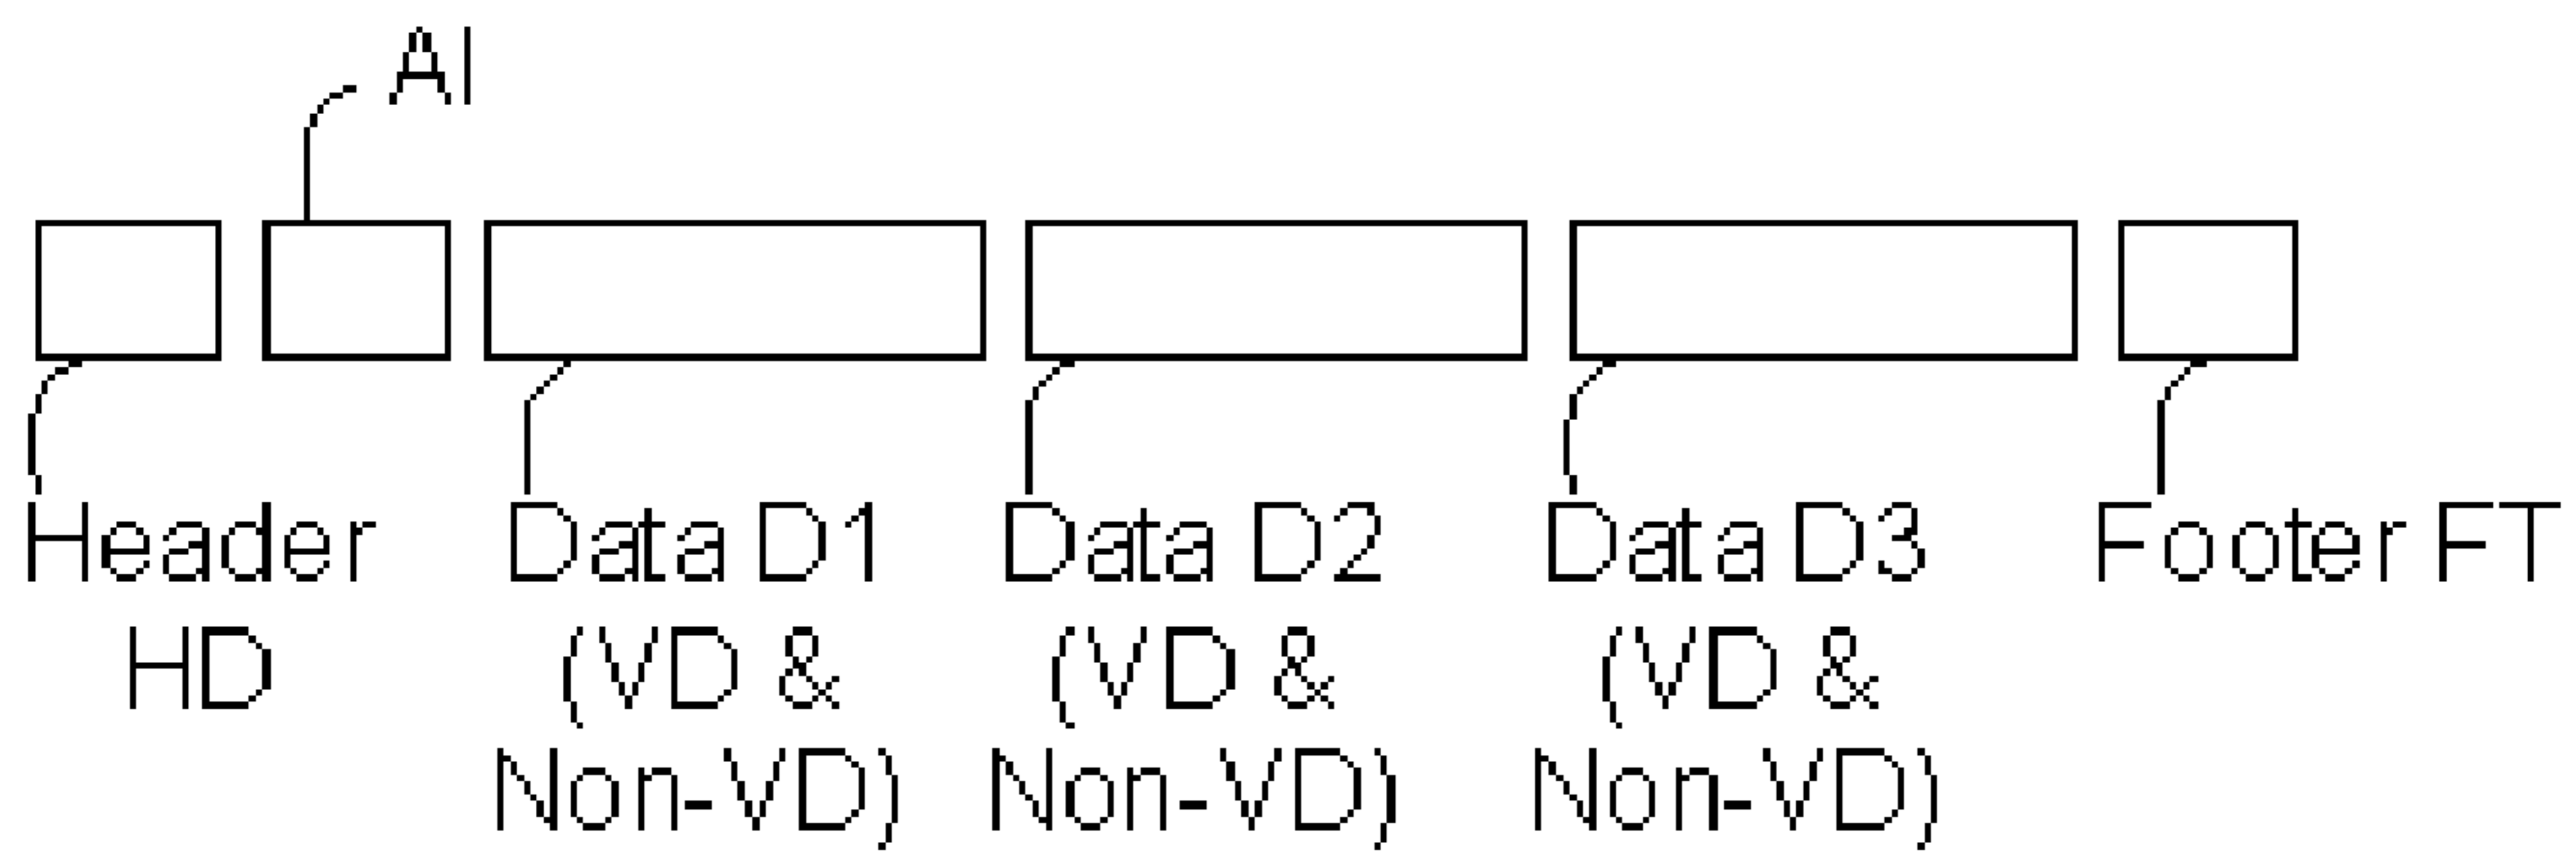 AI
Header HD
Data D1 (VD & Non-VD)
Data D2 (VD & Non-VD)
Data D3 (VD & Non-VD)
Footer FT